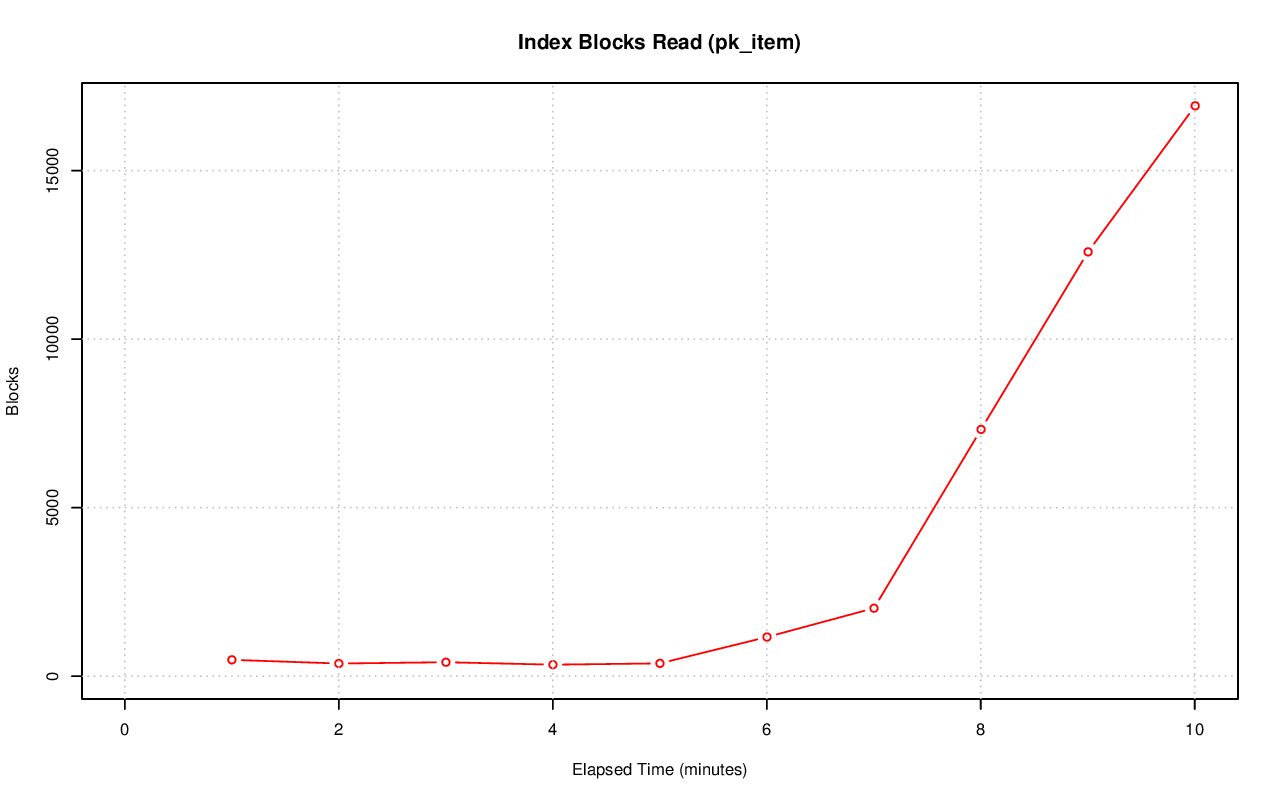 Index Blocks Read (pk_item)
Blocks
15000
10000
5000
0
0 2 4 6 8 10
Elapsed Time (minutes)